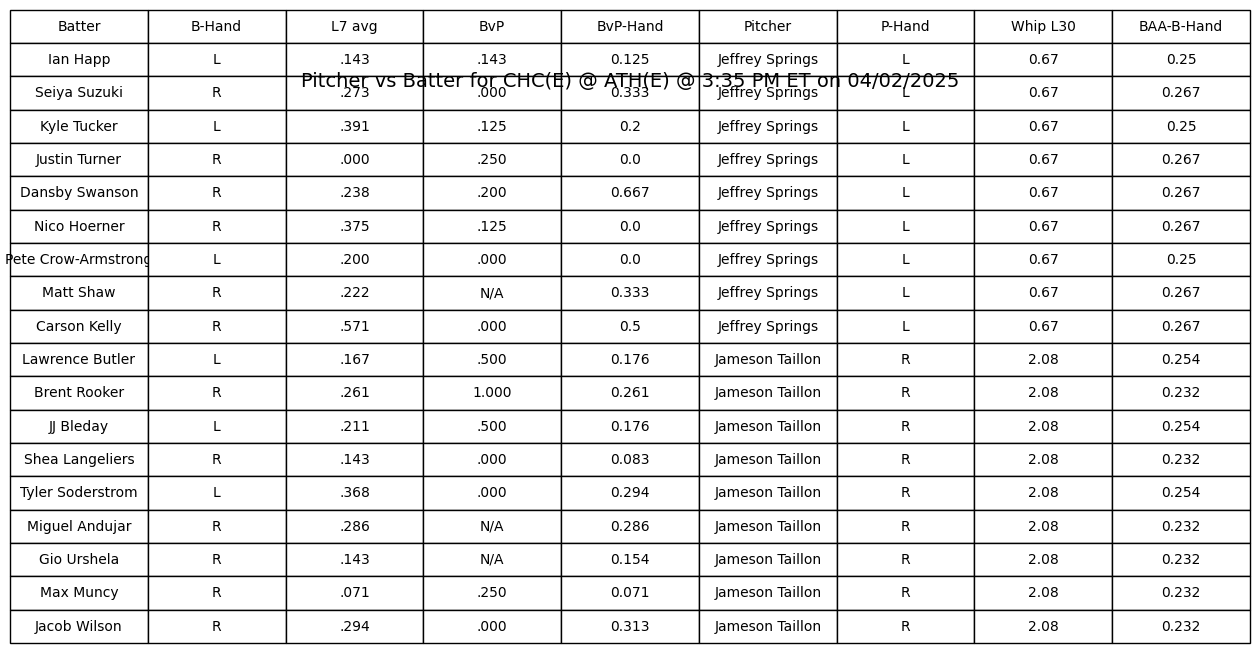 Batter B-Hand L7 avg BvP BvP-Hand Pitcher P-Hand Whip L30 BAA-B-Hand
Ian Happ L .143 .143 0.125 Jeffrey Springs L 0.67 0.25
Pitcher vs Batter for CHC(E) @ ATH(E) @ 3:35 PM ET on 04/02/2025
Seiya Suzuki R .273 .000 0.333 Jeffrey Springs L 0.67 0.267
Kyle Tucker L .391 .125 0.2 Jeffrey Springs L 0.67 0.25
Justin Turner R .000 .250 0.0 Jeffrey Springs L 0.67 0.267
Dansby Swanson R .238 .200 0.667 Jeffrey Springs L 0.67 0.267
Nico Hoerner R .375 .125 0.0 Jeffrey Springs L 0.67 0.267
Pete Crow-Armstrong L .200 .000 0.0 Jeffrey Springs L 0.67 0.25
Matt Shaw R .222 N/A 0.333 Jeffrey Springs L 0.67 0.267
Carson Kelly R .571 .000 0.5 Jeffrey Springs L 0.67 0.267
Lawrence Butler L .167 .500 0.176 Jameson Taillon R 2.08 0.254
Brent Rooker R .261 1.000 0.261 Jameson Taillon R 2.08 0.232
JJ Bleday L .211 .500 0.176 Jameson Taillon R 2.08 0.254
Shea Langeliers R .143 .000 0.083 Jameson Taillon R 2.08 0.232
Tyler Soderstrom L .368 .000 0.294 Jameson Taillon R 2.08 0.254
Miguel Andujar R .286 N/A 0.286 Jameson Taillon R 2.08 0.232
Gio Urshela R .143 N/A 0.154 Jameson Taillon R 2.08 0.232
Max Muncy R .071 .250 0.071 Jameson Taillon R 2.08 0.232
Jacob Wilson R .294 .000 0.313 Jameson Taillon R 2.08 0.232